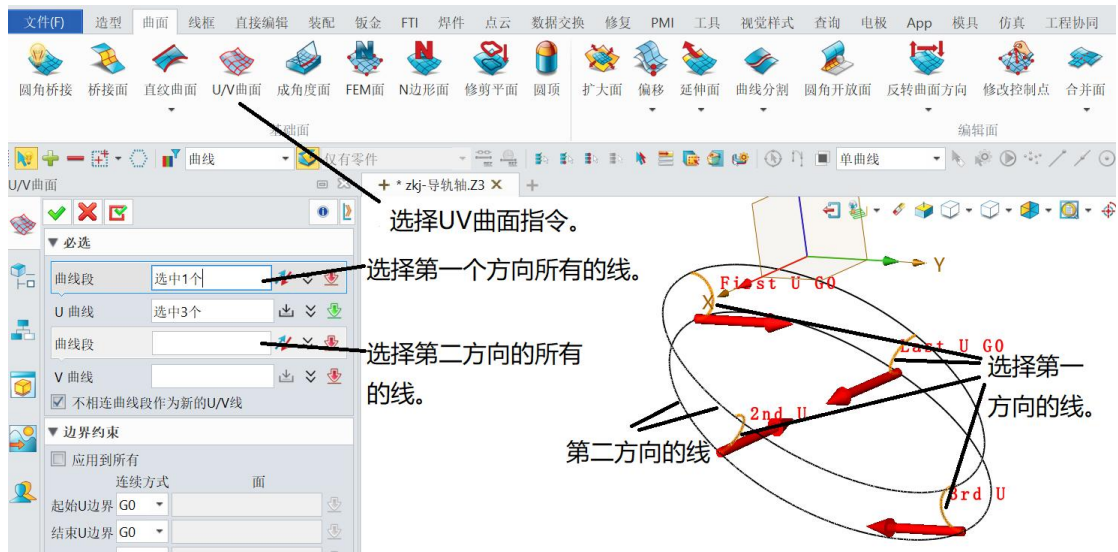 文件(F) 造型 曲面 线框 直接编辑 装配 钣金 FTI 焊件 点云 数据交换 修复 PMI 工具 视觉样式 查询 电极 App 模具 仿真 工程协同
圆角桥接 桥接面 直纹曲面 U/V曲面 成角度面 FEM面 N边形面 修剪平面 圆顶 扩大面 偏移 延伸面 曲线分割 圆角开放面 反转曲面方向 修改控制点 合并面
基础面 编辑面
曲线 仅有零件 单曲线
U/V曲面 * zkj-导轨轴.Z3
选择UV曲面指令。
必选
曲线段 选中1个
选择第一个方向所有的线。
U 曲线 选中3个
曲线段
选择第二方向的所有
的线。
V 曲线
不相连曲线段作为新的U/V线
边界约束
应用到所有
连续方式 面
起始U边界 G0
结束U边界 G0
Y
First U G0
X
Last U G0
选择第一
方向的线。
2nd U
第二方向的线
3rd U